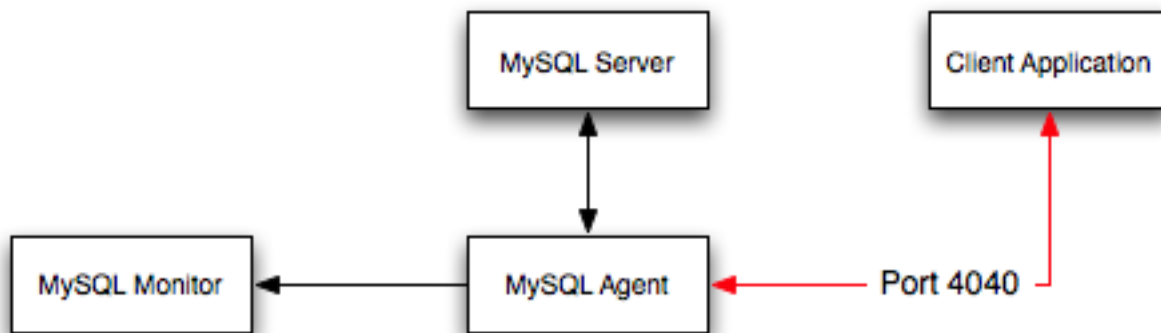 MySQL Server
Client Application
MySQL Monitor
MySQL Agent
Port 4040